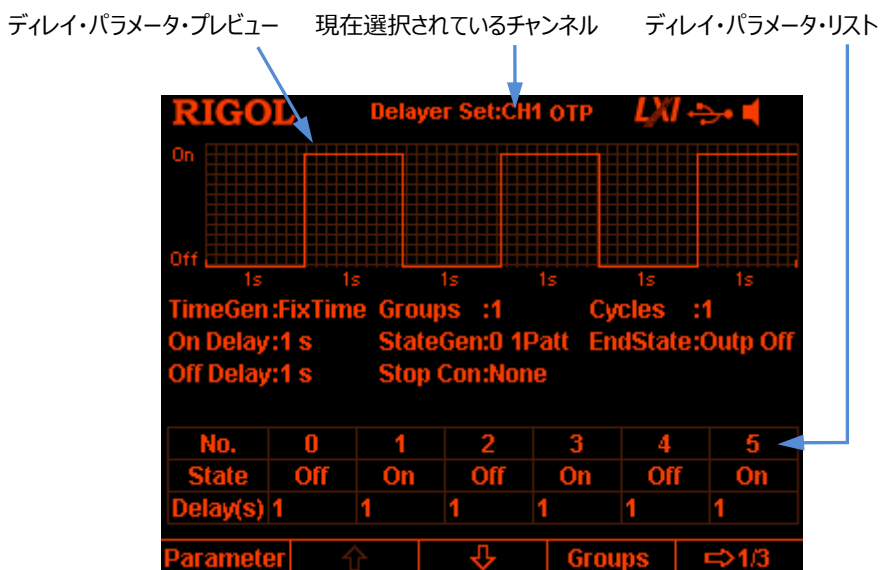 ディレイ・パラメータ・プレビュー 現在選択されているチャンネル ディレイ・パラメータ・リスト
RIGOL Delayer Set:CH1 OTP LXI
On
Off
1s 1s 1s 1s 1s 1s
TimeGen:FixTime Groups :1 Cycles :1
On Delay:1 s StateGen:0 1Patt EndState:Outp Off
Off Delay:1 s Stop Con:None
No. 0 1 2 3 4 5
State Off On Off On Off On
Delay(s) 1 1 1 1 1 1
Parameter Groups 1/3